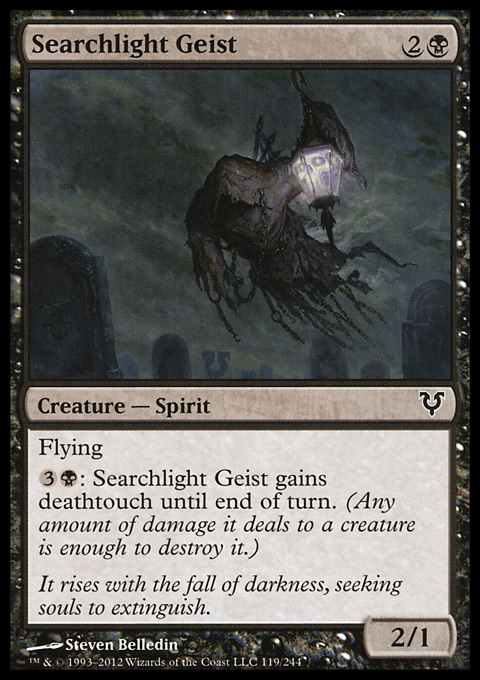 Searchlight Geist 2
Creature — Spirit
Flying
3: Searchlight Geist gains
deathtouch until end of turn. (Any
amount of damage it deals to a creature
is enough to destroy it.)
It rises with the fall of darkness, seeking
souls to extinguish.
Steven Belledin
2/1
™ & © 1993–2012 Wizards of the Coast LLC 119/244